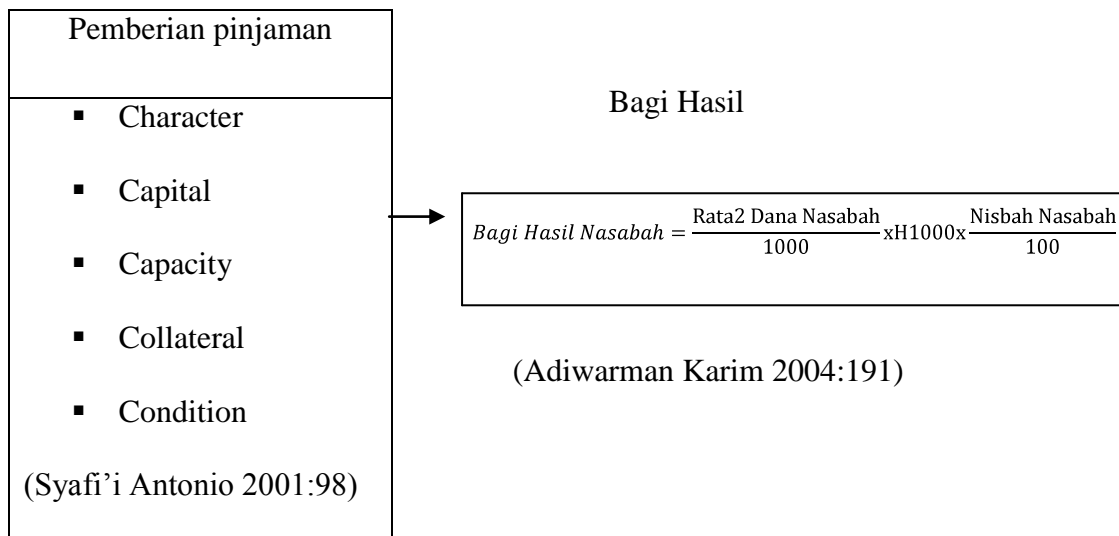 Pemberian pinjaman
▪ Character
▪ Capital
▪ Capacity
▪ Collateral
▪ Condition
(Syafi’i Antonio 2001:98)
Bagi Hasil
Bagi Hasil Nasabah = Rata2 Dana Nasabah/1000 xH1000x Nisbah Nasabah/100
(Adiwarman Karim 2004:191)